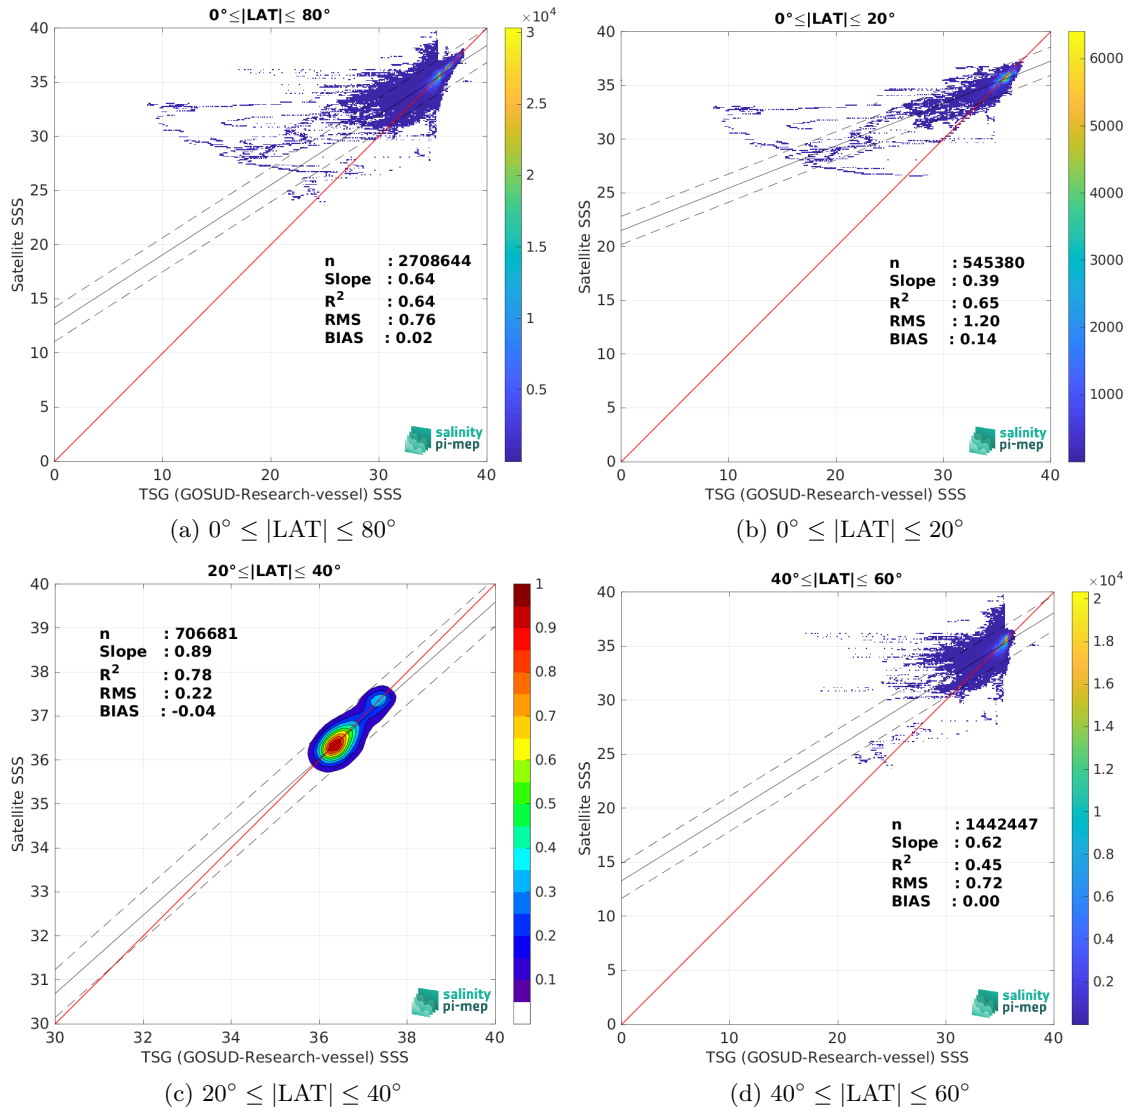 0°≤|LAT|≤ 80°
×10⁴
40
35
30
25
20
15
10
5
0
0 10 20 30 40
3
2.5
2
1.5
1
0.5
Satellite SSS
n : 2708644
Slope : 0.64
R² : 0.64
RMS : 0.76
BIAS : 0.02
salinity
pi-mep
TSG (GOSUD-Research-vessel) SSS
(a) 0° ≤ |LAT| ≤ 80°
0°≤|LAT|≤ 20°
40
35
30
25
20
15
10
5
0
0 10 20 30 40
6000
5000
4000
3000
2000
1000
Satellite SSS
n : 545380
Slope : 0.39
R² : 0.65
RMS : 1.20
BIAS : 0.14
salinity
pi-mep
TSG (GOSUD-Research-vessel) SSS
(b) 0° ≤ |LAT| ≤ 20°
20°≤|LAT|≤ 40°
40
39
38
37
36
35
34
33
32
31
30
30 32 34 36 38 40
1
0.9
0.8
0.7
0.6
0.5
0.4
0.3
0.2
0.1
Satellite SSS
n : 706681
Slope : 0.89
R² : 0.78
RMS : 0.22
BIAS : -0.04
salinity
pi-mep
TSG (GOSUD-Research-vessel) SSS
(c) 20° ≤ |LAT| ≤ 40°
40°≤|LAT|≤ 60°
×10⁴
40
35
30
25
20
15
10
5
0
0 10 20 30 40
2
1.8
1.6
1.4
1.2
1
0.8
0.6
0.4
0.2
Satellite SSS
n : 1442447
Slope : 0.62
R² : 0.45
RMS : 0.72
BIAS : 0.00
salinity
pi-mep
TSG (GOSUD-Research-vessel) SSS
(d) 40° ≤ |LAT| ≤ 60°